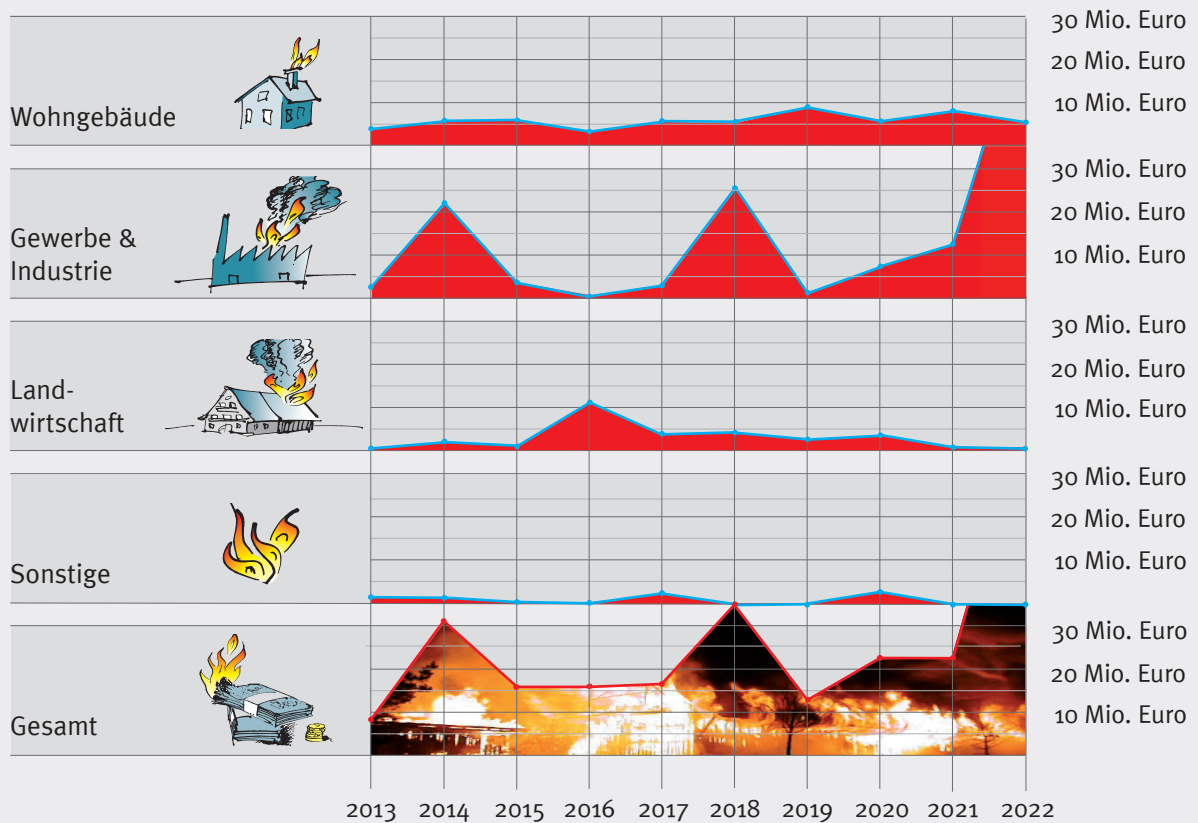 30 Mio. Euro
20 Mio. Euro
10 Mio. Euro
Wohngebäude
30 Mio. Euro
20 Mio. Euro
10 Mio. Euro
Gewerbe &
Industrie
30 Mio. Euro
20 Mio. Euro
10 Mio. Euro
Land-
wirtschaft
30 Mio. Euro
20 Mio. Euro
10 Mio. Euro
Sonstige
30 Mio. Euro
20 Mio. Euro
10 Mio. Euro
Gesamt
2013 2014 2015 2016 2017 2018 2019 2020 2021 2022